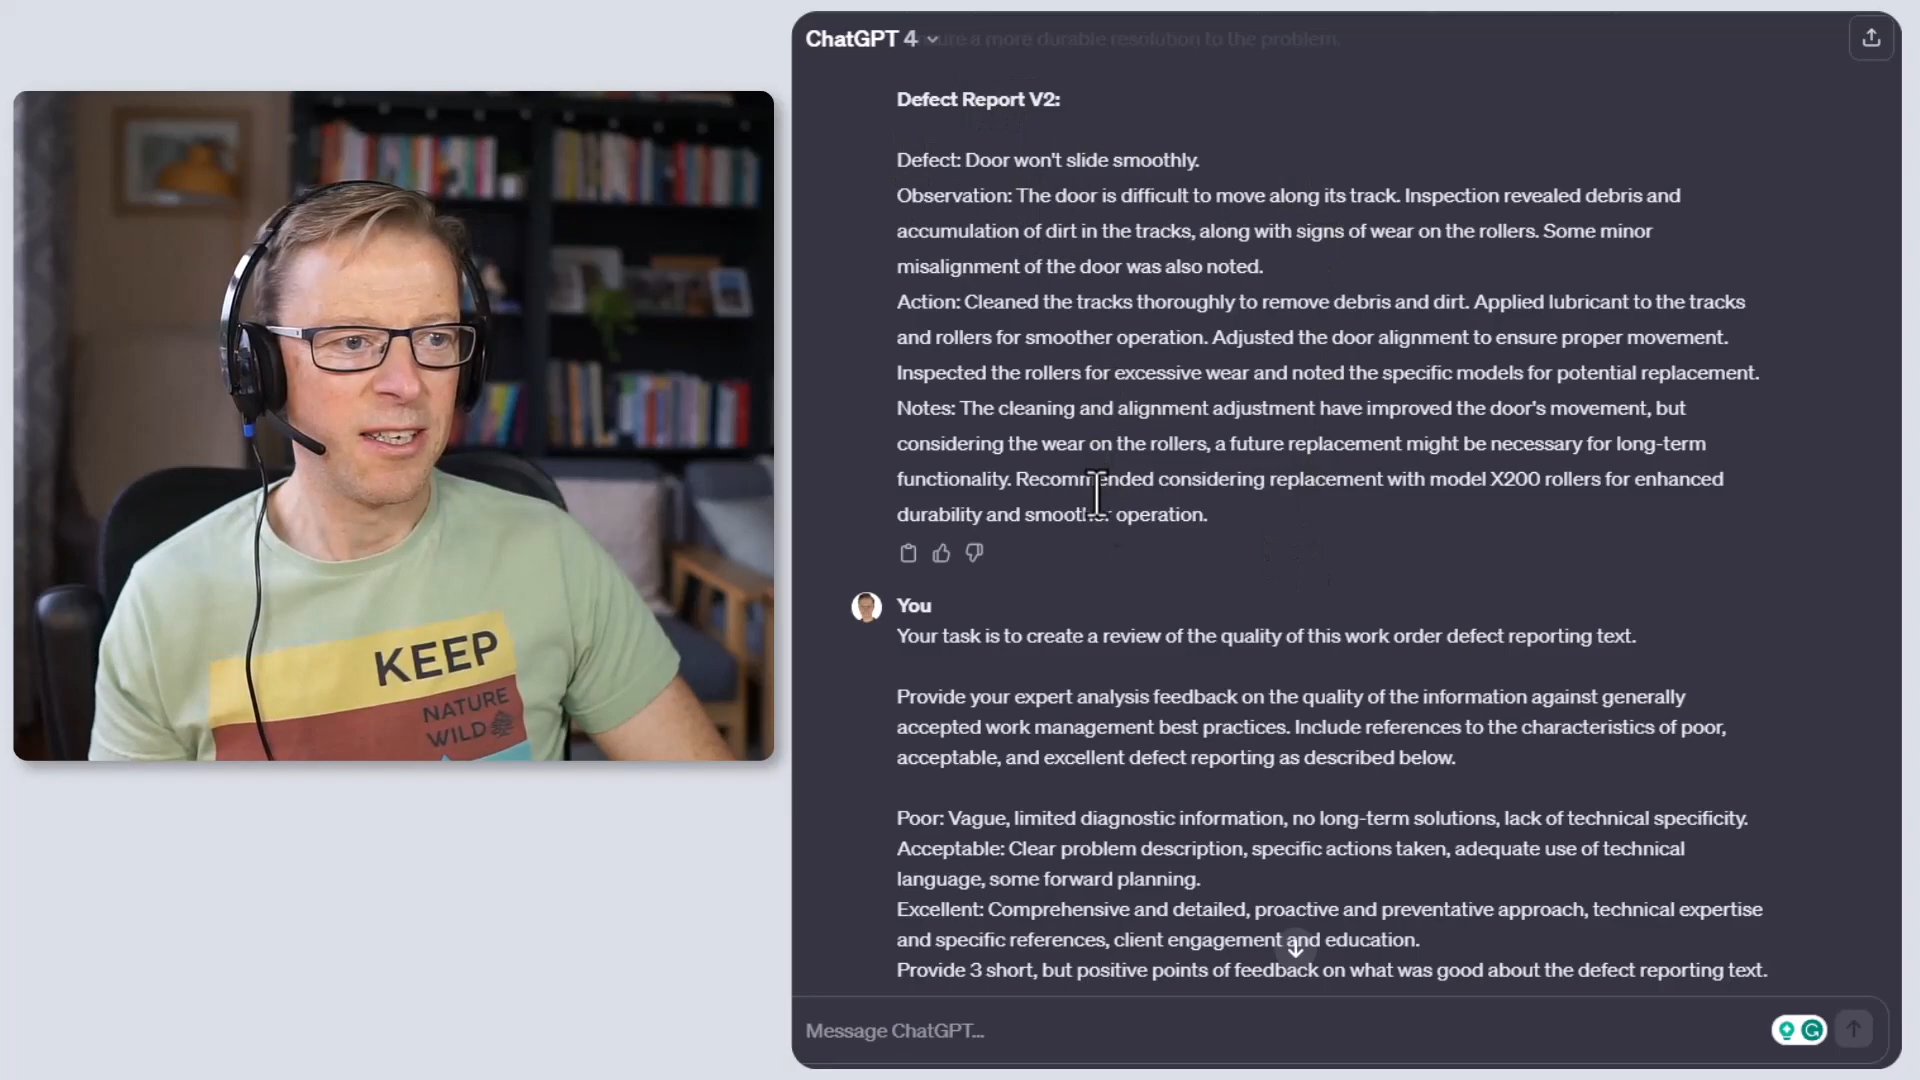 ChatGPT 4
ure a more durable resolution to the problem.
Defect Report V2:
Defect: Door won't slide smoothly.
Observation: The door is difficult to move along its track. Inspection revealed debris and
accumulation of dirt in the tracks, along with signs of wear on the rollers. Some minor
misalignment of the door was also noted.
Action: Cleaned the tracks thoroughly to remove debris and dirt. Applied lubricant to the tracks
and rollers for smoother operation. Adjusted the door alignment to ensure proper movement.
Inspected the rollers for excessive wear and noted the specific models for potential replacement.
Notes: The cleaning and alignment adjustment have improved the door's movement, but
considering the wear on the rollers, a future replacement might be necessary for long-term
functionality. Recommended considering replacement with model X200 rollers for enhanced
durability and smoother operation.
You
Your task is to create a review of the quality of this work order defect reporting text.
Provide your expert analysis feedback on the quality of the information against generally
accepted work management best practices. Include references to the characteristics of poor,
acceptable, and excellent defect reporting as described below.
Poor: Vague, limited diagnostic information, no long-term solutions, lack of technical specificity.
Acceptable: Clear problem description, specific actions taken, adequate use of technical
language, some forward planning.
Excellent: Comprehensive and detailed, proactive and preventative approach, technical expertise
and specific references, client engagement and education.
Provide 3 short, but positive points of feedback on what was good about the defect reporting text.
Message ChatGPT...
KEEP
NATURE
WILD